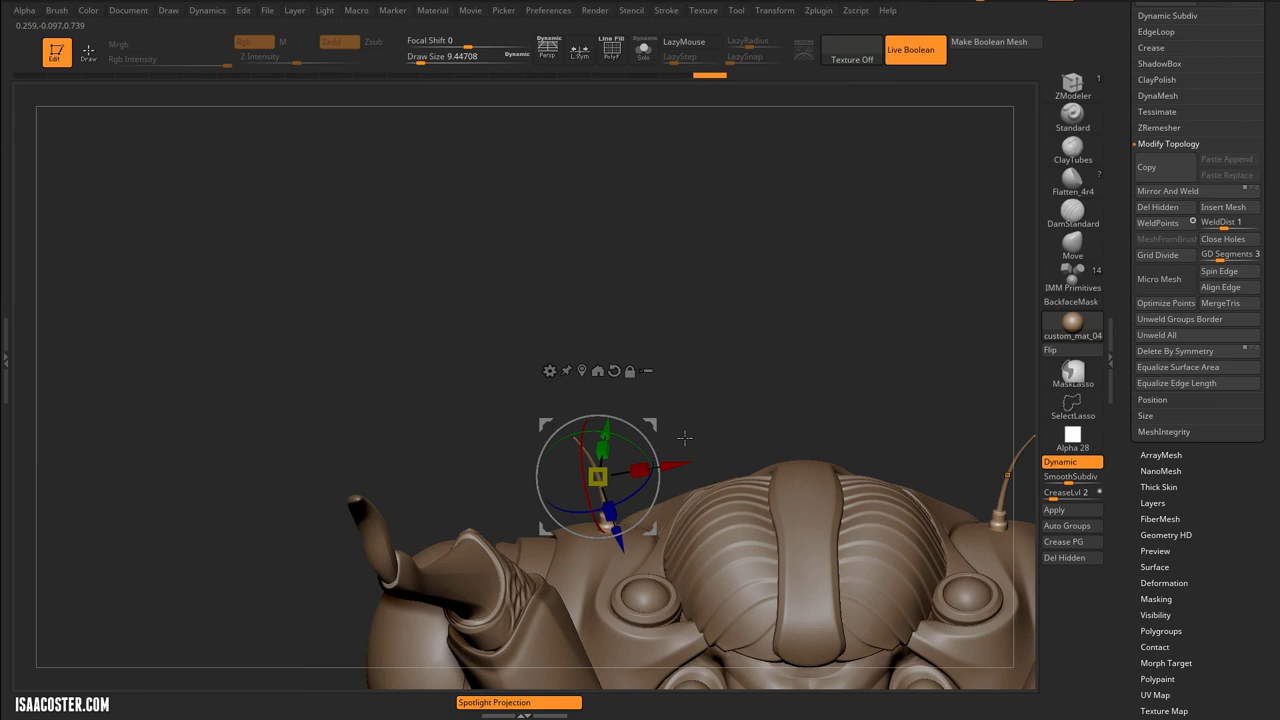 Alpha Brush Color Document Draw Dynamics Edit File Layer Light Macro Marker Material Movie Picker Preferences Render Stencil Stroke Texture Tool Transform Zplugin Zscript Help
0.259,-0.097,0.739
Edit
Draw
Mrgb
Rgb Intensity
Rgb
M
Zadd
Zsub
Z Intensity
Focal Shift 0
Draw Size 9.44708
Dynamic
Dynamic
Persp
L.Sym
Line Fill
PolyF
Dynamic
Solo
LazyMouse
LazyStep
LazyRadius
LazySnap
Texture Off
Live Boolean
Make Boolean Mesh
1
ZModeler
Standard
ClayTubes
?
Flatten_4r4
DamStandard
Move
14
IMM Primitives
BackfaceMask
custom_mat_04
Flip
MaskLasso
SelectLasso
Alpha 28
Dynamic
SmoothSubdiv
CreaseLvl 2
Apply
Auto Groups
Crease PG
Del Hidden
Dynamic Subdiv
EdgeLoop
Crease
ShadowBox
ClayPolish
DynaMesh
Tessimate
ZRemesher
Modify Topology
Copy
Paste Append
Paste Replace
Mirror And Weld
Del Hidden
Insert Mesh
WeldPoints
WeldDist 1
MeshFromBrush
Close Holes
Grid Divide
GD Segments 3
Micro Mesh
Spin Edge
Align Edge
Optimize Points
MergeTris
Unweld Groups Border
Unweld All
Delete By Symmetry
Equalize Surface Area
Equalize Edge Length
Position
Size
MeshIntegrity
ArrayMesh
NanoMesh
Thick Skin
Layers
FiberMesh
Geometry HD
Preview
Surface
Deformation
Masking
Visibility
Polygroups
Contact
Morph Target
Polypaint
UV Map
Texture Map
ISAACOSTER.COM
Spotlight Projection